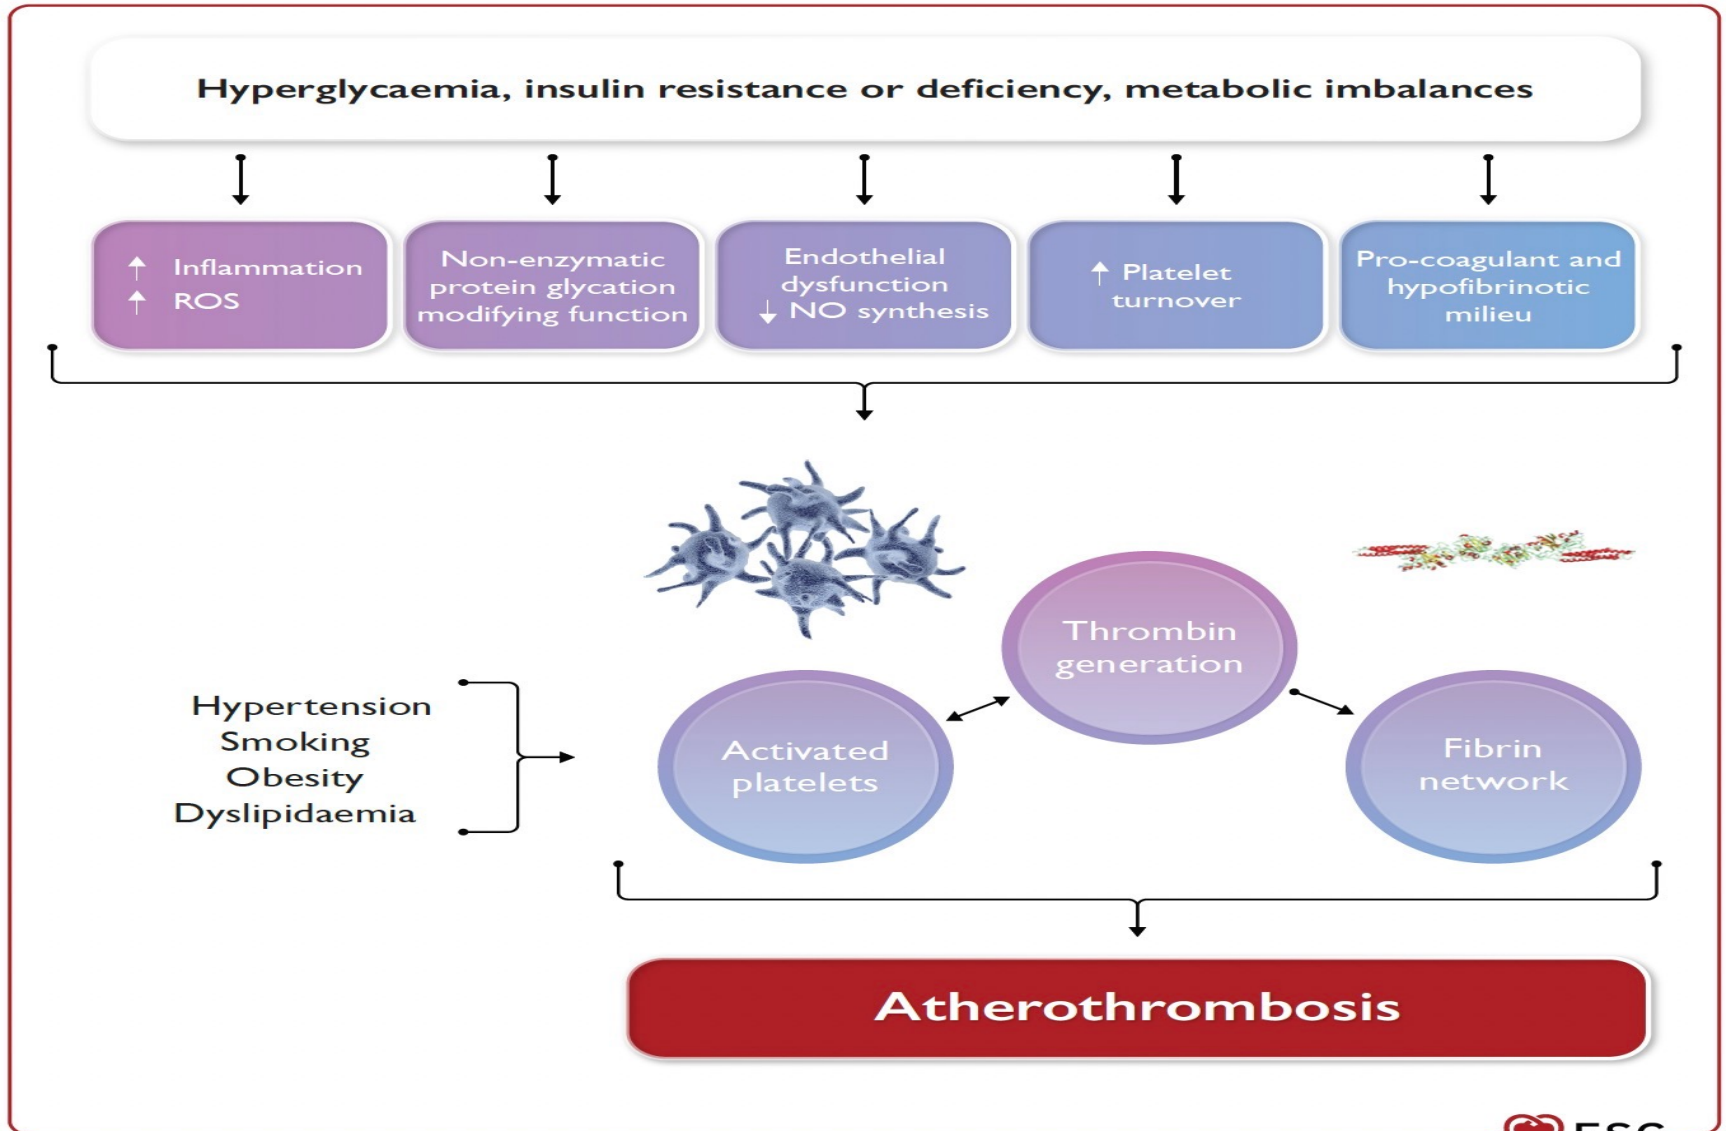 Hyperglycaemia, insulin resistance or deficiency, metabolic imbalances
↑ Inflammation
↑ ROS
Non-enzymatic
protein glycation
modifying function
Endothelial
dysfunction
↓ NO synthesis
↑ Platelet
turnover
Pro-coagulant and
hypofibrinotic
milieu
Thrombin
generation
Hypertension
Smoking
Obesity
Dyslipidaemia
Activated
platelets
Fibrin
network
Atherothrombosis
ESC